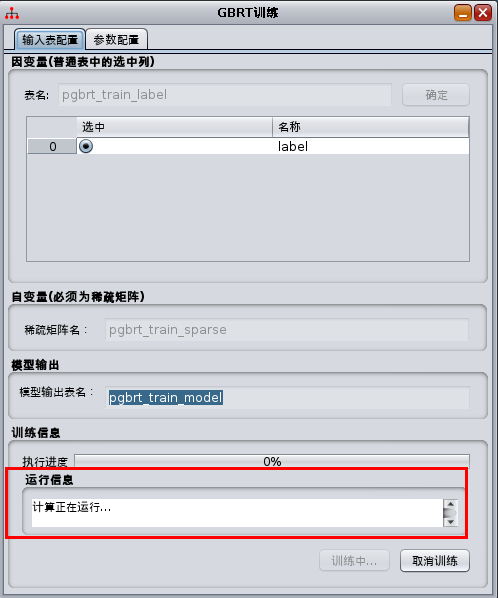 GBRT训练
输入表配置 参数配置
因变量(普通表中的选中列)
表名: pgbrt_train_label 确定
选中 名称
0 label
自变量(必须为稀疏矩阵)
稀疏矩阵名： pgbrt_train_sparse
模型输出
模型输出表名： pgbrt_train_model
训练信息
执行进度 0%
运行信息
计算正在运行...
训练中... 取消训练